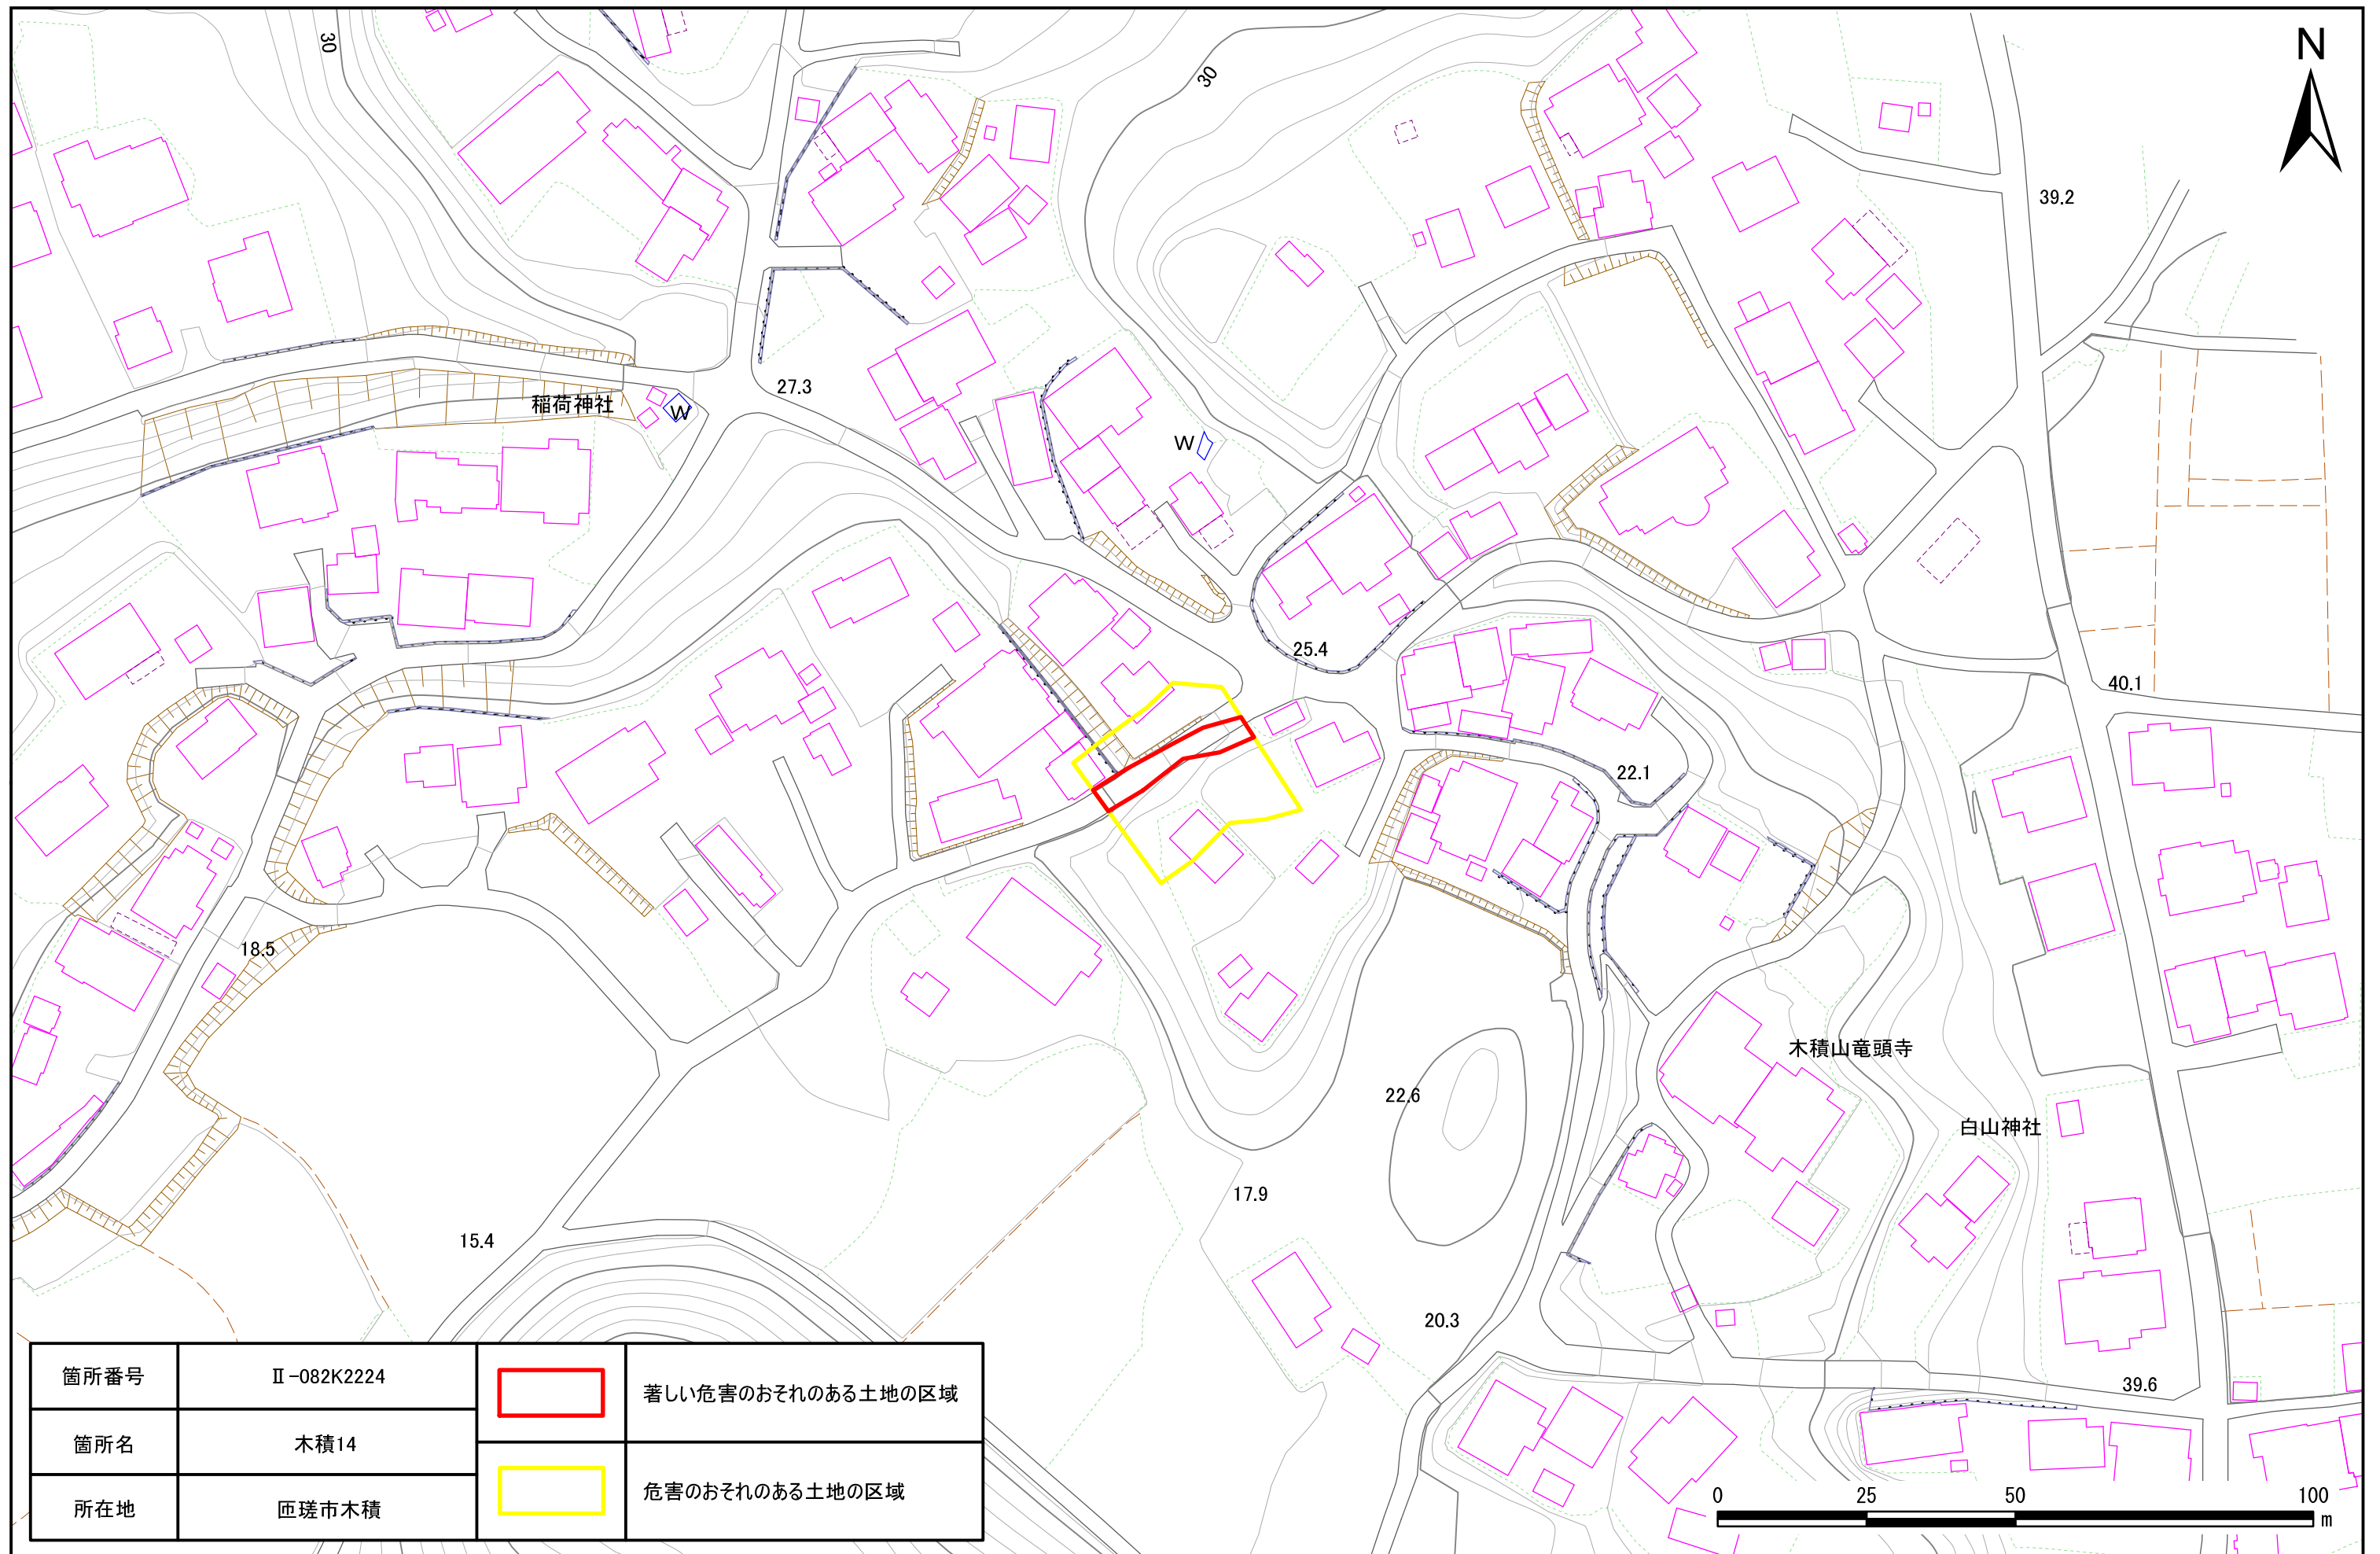 N
30
30
39.2
27.3
稲荷神社
W
W
25.4
40.1
22.1
18.5
木積山竜頭寺
22.6
白山神社
17.9
15.4
20.3
39.6
箇所番号 Ⅱ-082K2224
箇所名 木積14
所在地 匝瑳市木積
著しい危害のおそれのある土地の区域
危害のおそれのある土地の区域
0 25 50 100
m